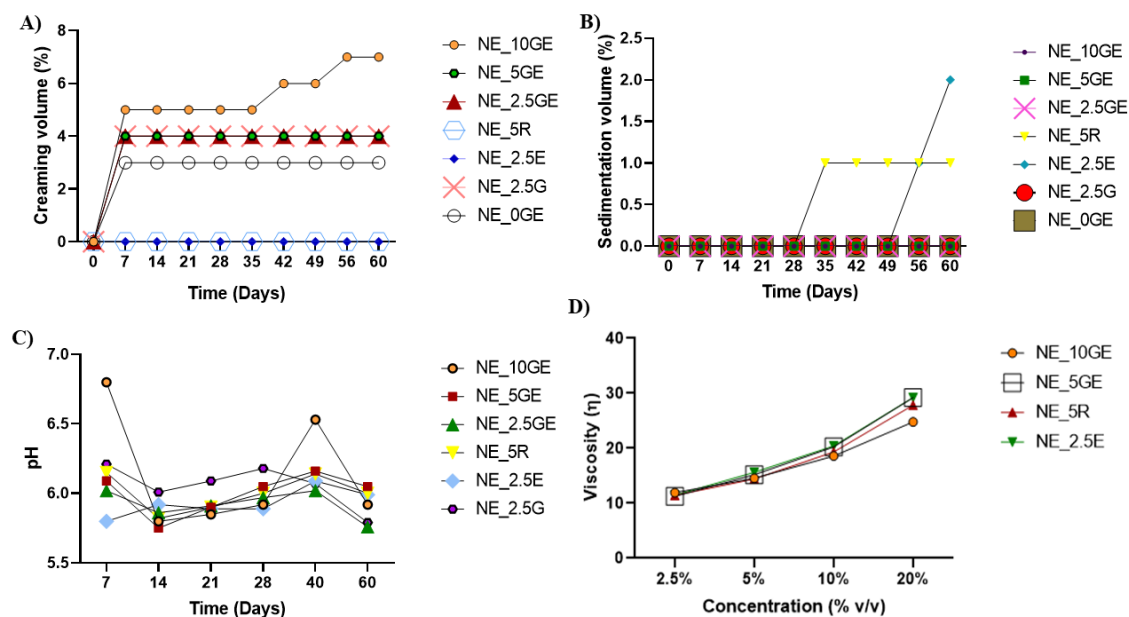 A)
Creaming volume (%)
8
6
4
2
0
0 7 14 21 28 35 42 49 56 60
Time (Days)
NE_10GE
NE_5GE
NE_2.5GE
NE_5R
NE_2.5E
NE_2.5G
NE_0GE
B)
Sedimentation volume (%)
2.5
2.0
1.5
1.0
0.5
0.0
0 7 14 21 28 35 42 49 56 60
Time (Days)
NE_10GE
NE_5GE
NE_2.5GE
NE_5R
NE_2.5E
NE_2.5G
NE_0GE
C)
pH
7.0
6.5
6.0
5.5
7 14 21 28 40 60
Time (Days)
NE_10GE
NE_5GE
NE_2.5GE
NE_5R
NE_2.5E
NE_2.5G
D)
Viscosity (η)
40
30
20
10
0
2.5% 5% 10% 20%
Concentration (% v/v)
NE_10GE
NE_5GE
NE_5R
NE_2.5E